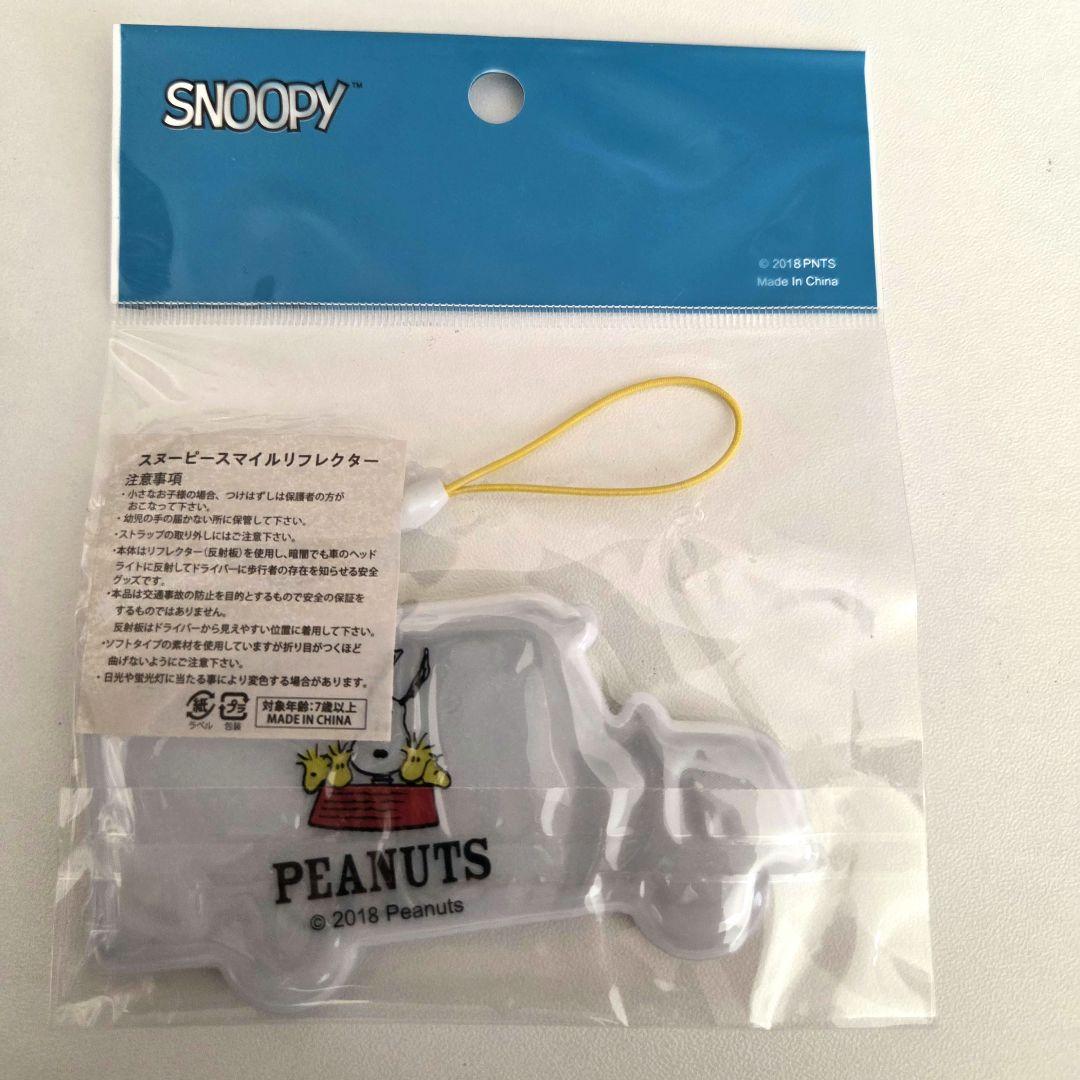 SNOOPY™
© 2018 PNTS
Made In China
スヌーピースマイルリフレクター
注意事項
・小さなお子様の場合、つけはずしは保護者の方が
おこなって下さい。
・幼児の手の届かない所に保管して下さい。
・ストラップの取り外しにはご注意下さい。
・本体はリフレクター(反射板)を使用し、暗闇でも車のヘッド
ライトに反射してドライバーに歩行者の存在を知らせる安全
グッズです。
・本品は交通事故の防止を目的とするもので安全の保証を
するものではありません。
反射板はドライバーから見えやすい位置に着用して下さい。
・ソフトタイプの素材を使用していますが折り目がつくほど
曲げないようにご注意下さい。
・日光や蛍光灯に当たる事により変色する場合があります。
紙
ラベル
プラ
包装
対象年齢:7歳以上
MADE IN CHINA
PEANUTS
© 2018 Peanuts